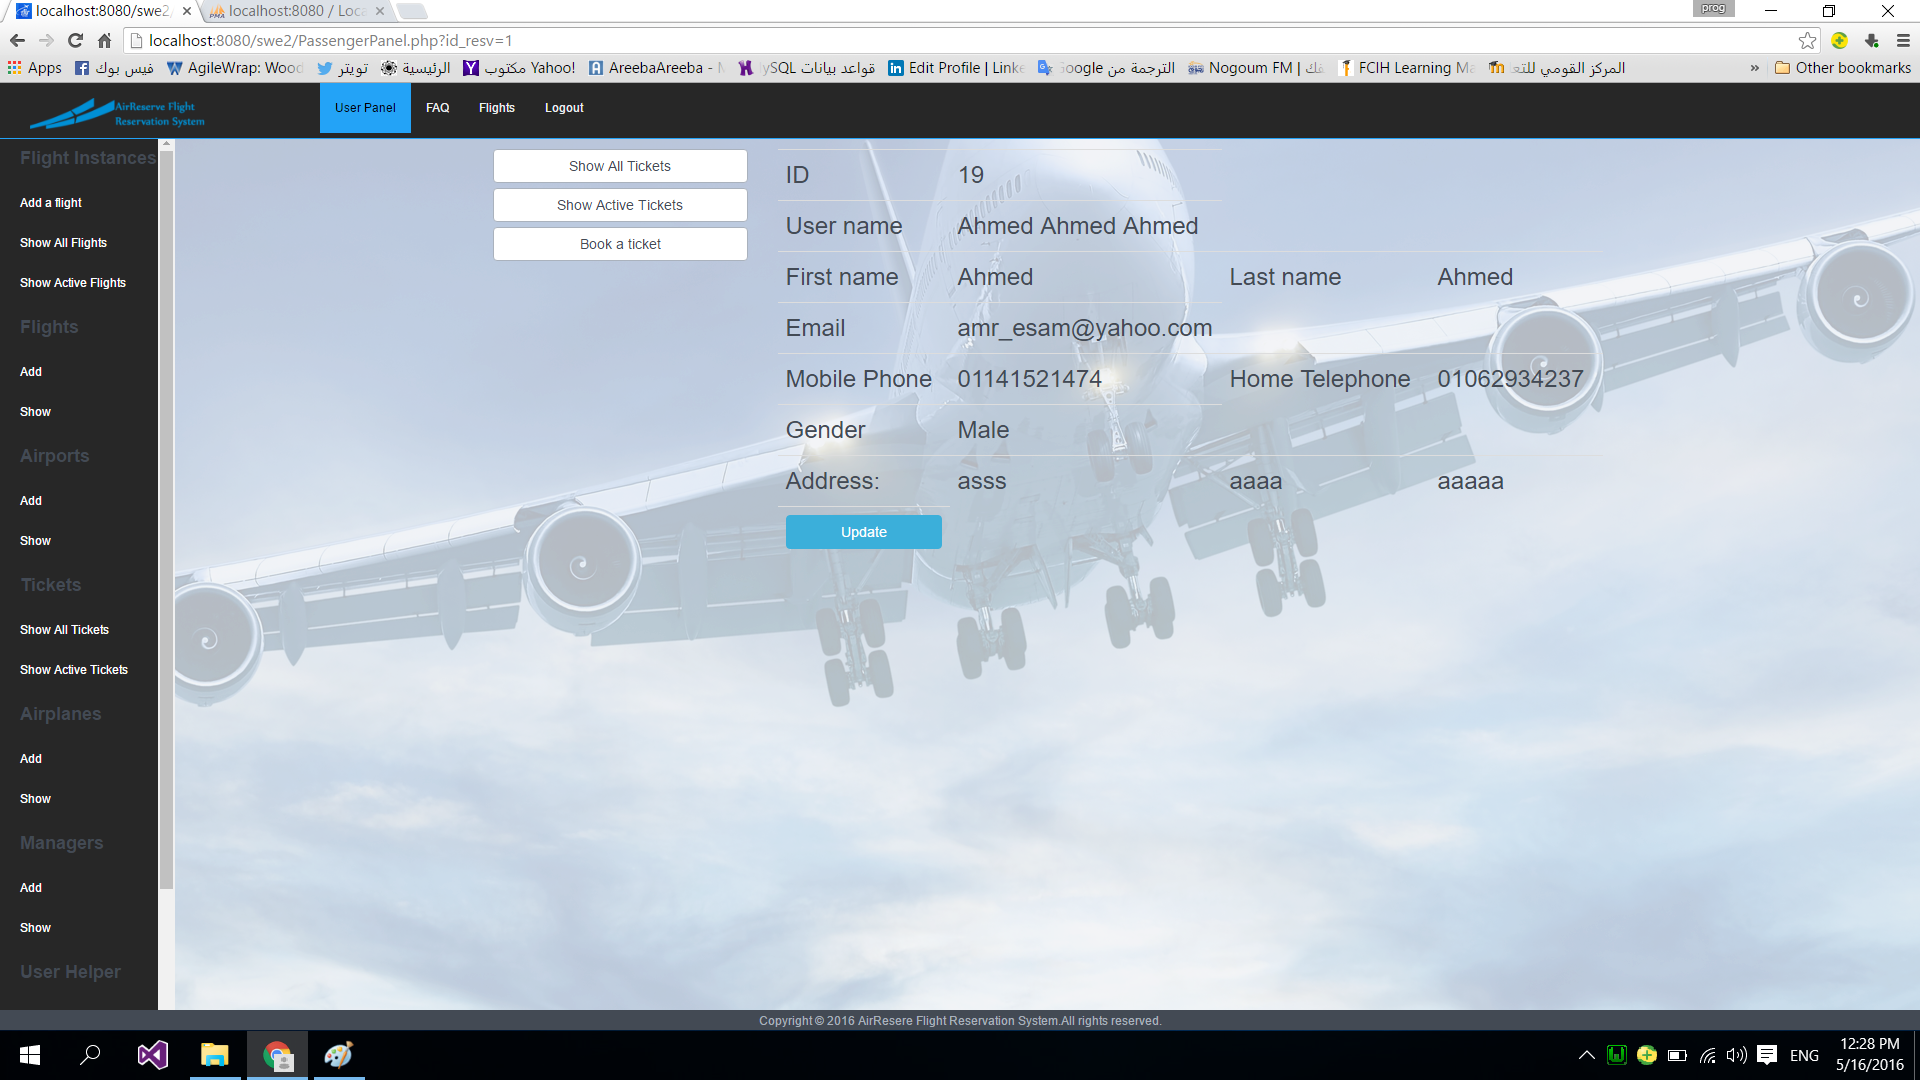 prog
localhost:8080/swe2
localhost:8080 / Loca
localhost:8080/swe2/PassengerPanel.php?id_resv=1
Apps
فيس بوك
AgileWrap: Wood
تويتر
الرئيسية
مكتوب Yahoo!
AreebaAreeba -
قواعد بيانات MySQL
Edit Profile | Linke
الترجمة من Google
Nogoum FM |
FCIH Learning Ma
المركز القومي للتع
»
Other bookmarks
AirReserve Flight
Reservation System
User Panel
FAQ
Flights
Logout
Flight Instances
Add a flight
Show All Flights
Show Active Flights
Flights
Add
Show
Airports
Add
Show
Tickets
Show All Tickets
Show Active Tickets
Airplanes
Add
Show
Managers
Add
Show
User Helper
Show All Tickets
Show Active Tickets
Book a ticket
ID 19
User name Ahmed Ahmed Ahmed
First name Ahmed Last name Ahmed
Email amr_esam@yahoo.com
Mobile Phone 01141521474 Home Telephone 01062934237
Gender Male
Address: asss aaaa aaaaa
Update
Copyright © 2016 AirResere Flight Reservation System.All rights reserved.
ENG
12:28 PM
5/16/2016